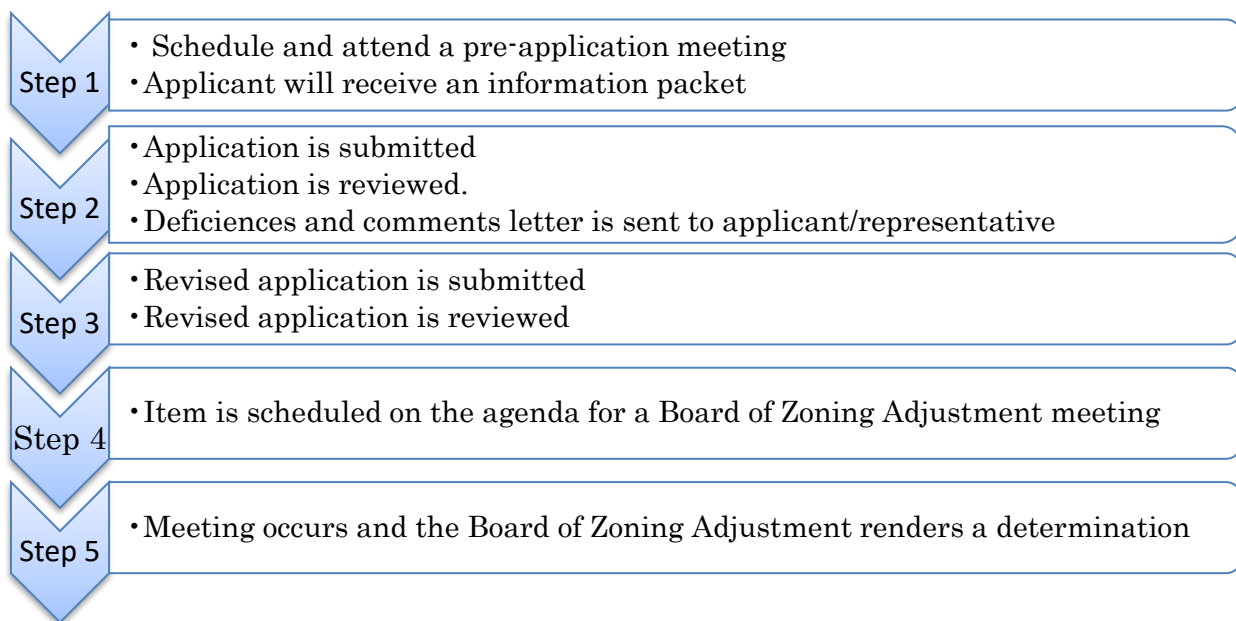 Step 1
• Schedule and attend a pre-application meeting
•Applicant will receive an information packet
Step 2
•Application is submitted
•Application is reviewed.
•Deficiences and comments letter is sent to applicant/representative
Step 3
•Revised application is submitted
•Revised application is reviewed
Step 4
•Item is scheduled on the agenda for a Board of Zoning Adjustment meeting
Step 5
•Meeting occurs and the Board of Zoning Adjustment renders a determination